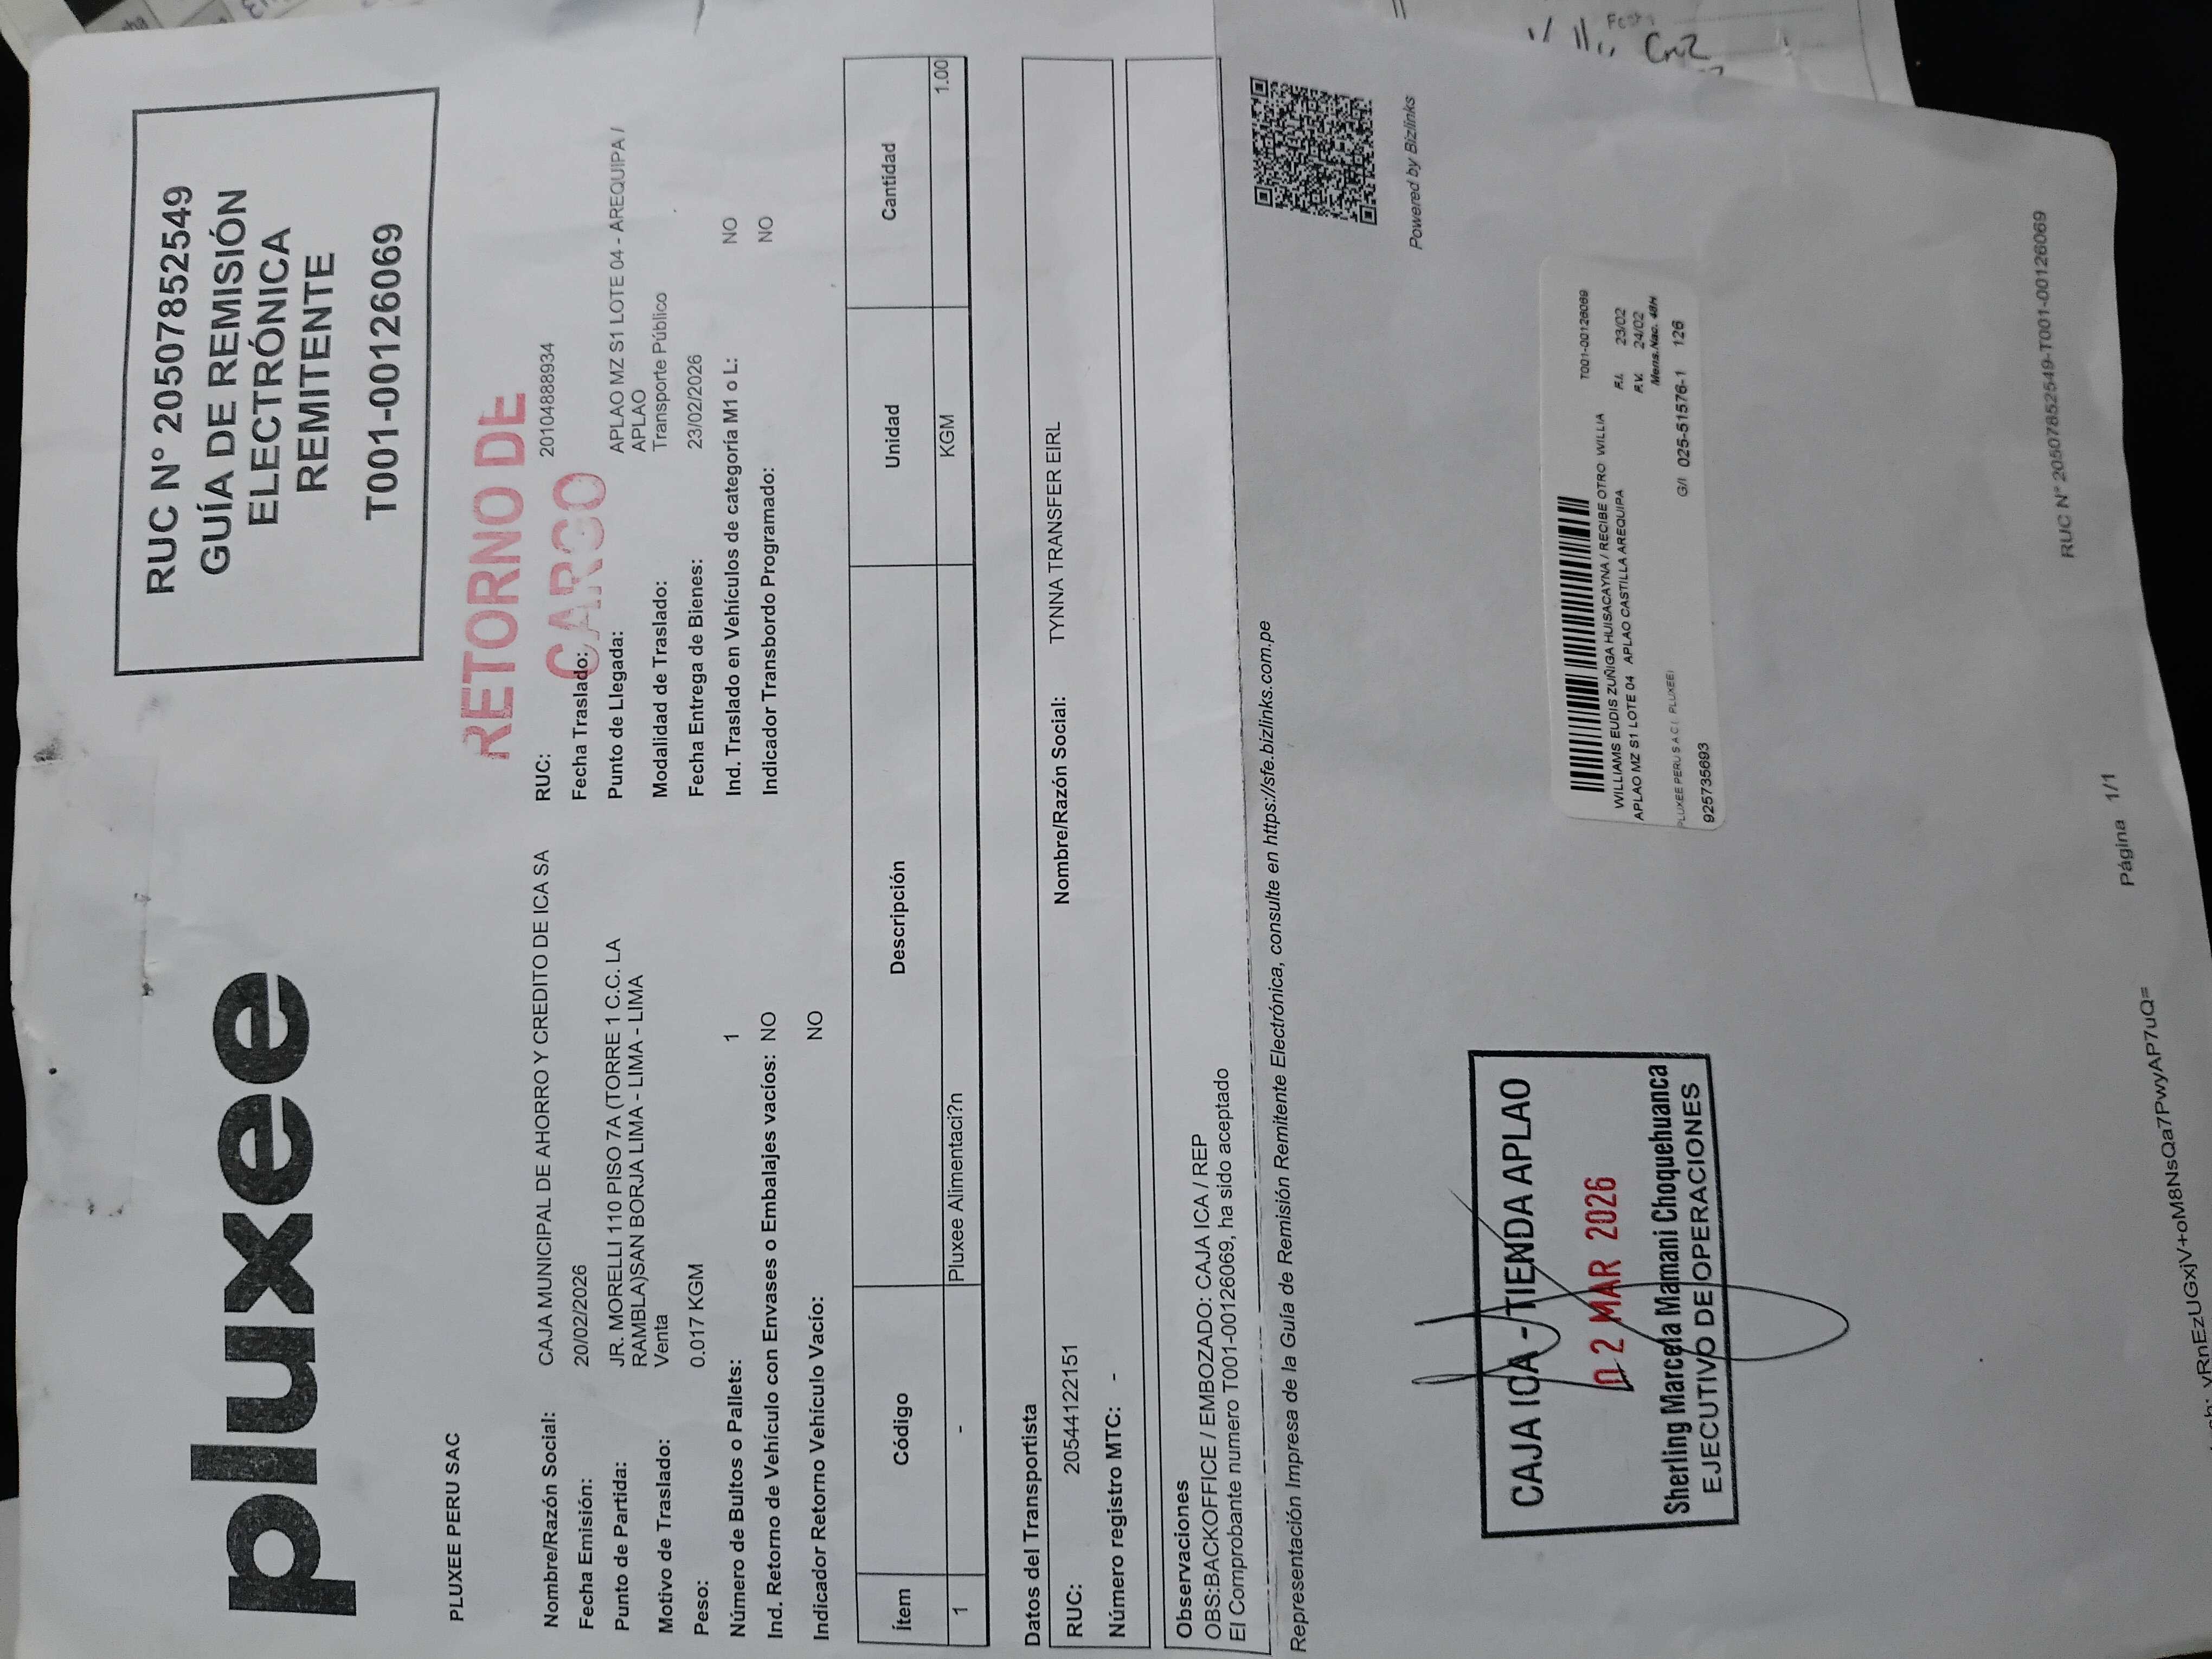 pluxee
RUC N° 20507852549
GUÍA DE REMISIÓN
ELECTRÓNICA
REMITENTE
T001-00126069
PLUXEE PERU SAC
RETORNO DE
CARGO
Nombre/Razón Social: CAJA MUNICIPAL DE AHORRO Y CREDITO DE ICA SA RUC: 20104888934
Fecha Emisión: 20/02/2026 Fecha Traslado:
Punto de Partida: JR. MORELLI 110 PISO 7A (TORRE 1 C.C. LA Punto de Llegada: APLAO MZ S1 LOTE 04 - AREQUIPA /
RAMBLA)SAN BORJA LIMA - LIMA - LIMA APLAO
Motivo de Traslado: Venta Modalidad de Traslado: Transporte Público
Peso: 0.017 KGM Fecha Entrega de Bienes: 23/02/2026
Número de Bultos o Pallets: 1 Ind. Traslado en Vehículos de categoría M1 o L: NO
Ind. Retorno de Vehículo con Envases o Embalajes vacíos: NO Indicador Transbordo Programado: NO
Indicador Retorno Vehículo Vacío: NO
Ítem Código Descripción Unidad Cantidad
1 - Pluxee Alimentaci?n KGM 1.00
Datos del Transportista
RUC: 20544122151 Nombre/Razón Social: TYNNA TRANSFER EIRL
Número registro MTC: -
Observaciones
OBS:BACKOFFICE / EMBOZADO: CAJA ICA / REP
El Comprobante numero T001-00126069, ha sido aceptado
Representación Impresa de la Guía de Remisión Remitente Electrónica, consulte en https://sfe.bizlinks.com.pe
Powered by Bizlinks
CAJA ICA - TIENDA APLAO
02 MAR 2026
Sherling Marcela Mamani Choquehuanca
EJECUTIVO DE OPERACIONES
T001-00126069
WILLIAMS EUDIS ZUÑIGA HUISACAYNA / RECIBE OTRO WILLIA
F.I. 23/02
APLAO MZ S1 LOTE 04 APLAO CASTILLA AREQUIPA
F.V. 24/02
Mens.Nac. 48H
PLUXEE PERU S A C ( PLUXEE)
G/I 025-51576-1 126
925735693
RUC N° 20507852549-T001-00126069
Página 1/1
vRnEzUGxjV+oM8NsQa7PwyAP7uQ=